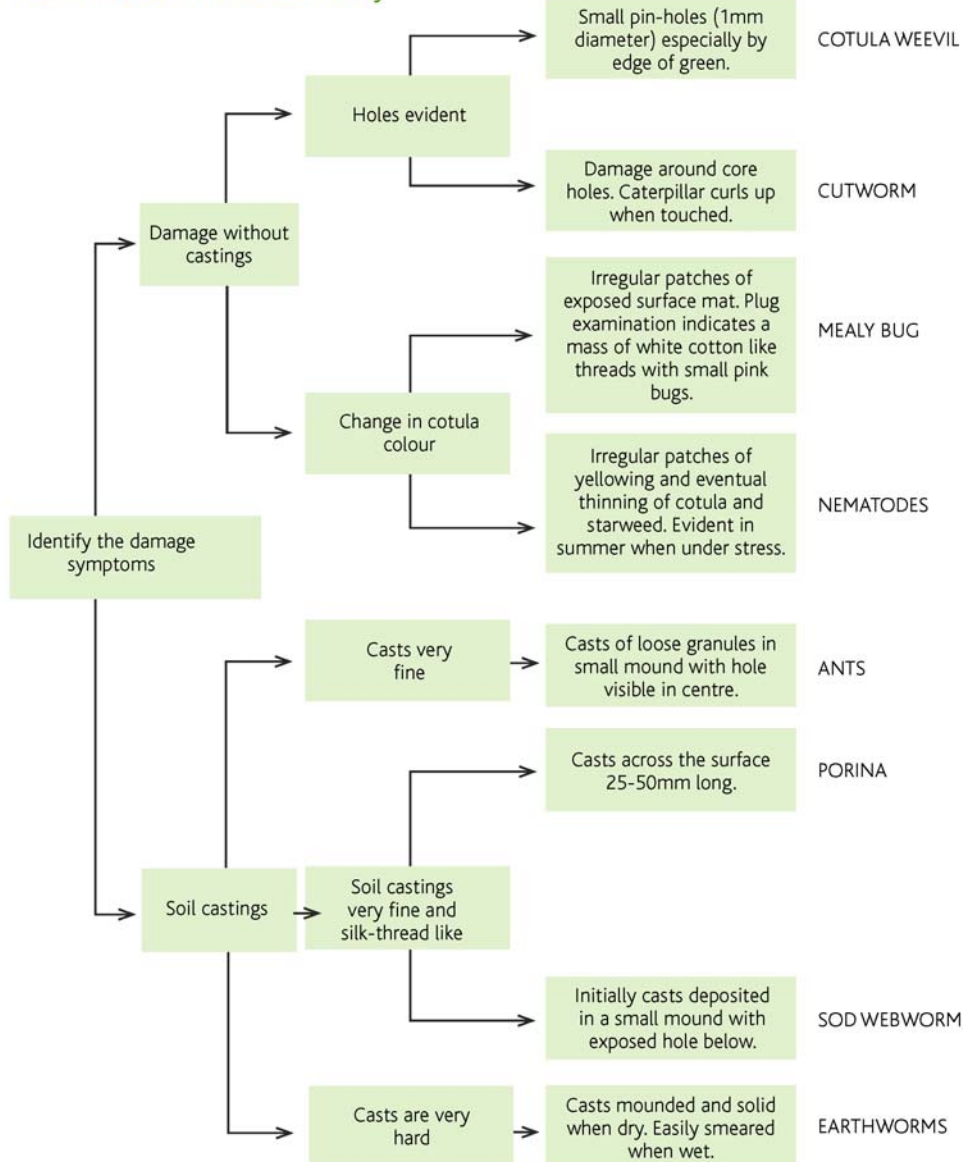 Small pin-holes (1mm
diameter) especially by
edge of green.
COTULA WEEVIL
Holes evident
Damage around core
holes. Caterpillar curls up
when touched.
CUTWORM
Damage without
castings
Irregular patches of
exposed surface mat. Plug
examination indicates a
mass of white cotton like
threads with small pink
bugs.
MEALY BUG
Change in cotula
colour
Irregular patches of
yellowing and eventual
thinning of cotula and
starweed. Evident in
summer when under stress.
NEMATODES
Identify the damage
symptoms
Casts very
fine
Casts of loose granules in
small mound with hole
visible in centre.
ANTS
Casts across the surface
25-50mm long.
PORINA
Soil castings
Soil castings
very fine and
silk-thread like
Initially casts deposited
in a small mound with
exposed hole below.
SOD WEBWORM
Casts are very
hard
Casts mounded and solid
when dry. Easily smeared
when wet.
EARTHWORMS